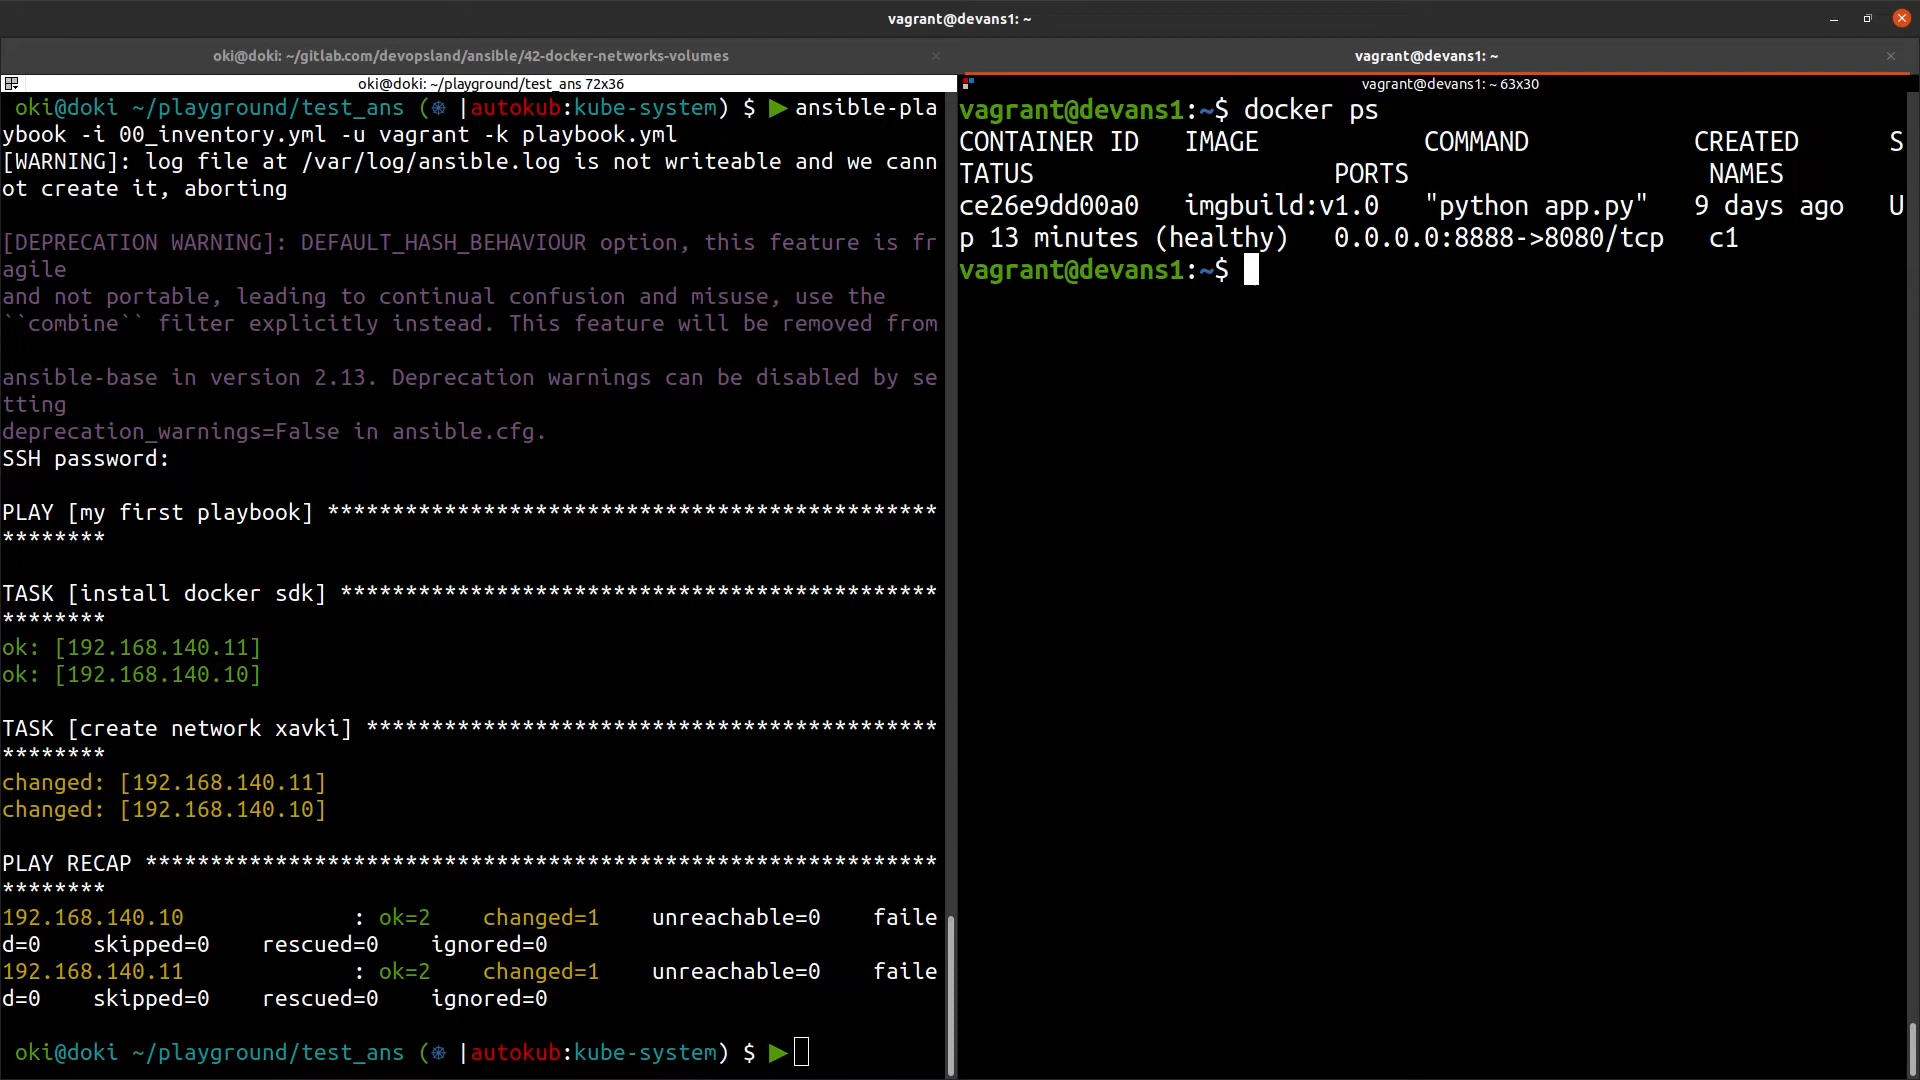 vagrant@devans1: ~
oki@doki: ~/gitlab.com/devopsland/ansible/42-docker-networks-volumes
vagrant@devans1: ~
oki@doki: ~/playground/test_ans 72x36
oki@doki ~/playground/test_ans (⎈ |autokub:kube-system) $ ▶ ansible-pla
ybook -i 00_inventory.yml -u vagrant -k playbook.yml
[WARNING]: log file at /var/log/ansible.log is not writeable and we cann
ot create it, aborting
[DEPRECATION WARNING]: DEFAULT_HASH_BEHAVIOUR option, this feature is fr
agile
and not portable, leading to continual confusion and misuse, use the
``combine`` filter explicitly instead. This feature will be removed from
ansible-base in version 2.13. Deprecation warnings can be disabled by se
tting
deprecation_warnings=False in ansible.cfg.
SSH password:
PLAY [my first playbook] ***********************************************
********
TASK [install docker sdk] **********************************************
********
ok: [192.168.140.11]
ok: [192.168.140.10]
TASK [create network xavki] ********************************************
********
changed: [192.168.140.11]
changed: [192.168.140.10]
PLAY RECAP *************************************************************
********
192.168.140.10             : ok=2    changed=1    unreachable=0    faile
d=0    skipped=0    rescued=0    ignored=0
192.168.140.11             : ok=2    changed=1    unreachable=0    faile
d=0    skipped=0    rescued=0    ignored=0
oki@doki ~/playground/test_ans (⎈ |autokub:kube-system) $ ▶
vagrant@devans1: ~ 63x30
vagrant@devans1:~$ docker ps
CONTAINER ID   IMAGE           COMMAND           CREATED      S
TATUS                    PORTS                    NAMES
ce26e9dd00a0   imgbuild:v1.0   "python app.py"   9 days ago   U
p 13 minutes (healthy)   0.0.0.0:8888->8080/tcp   c1
vagrant@devans1:~$